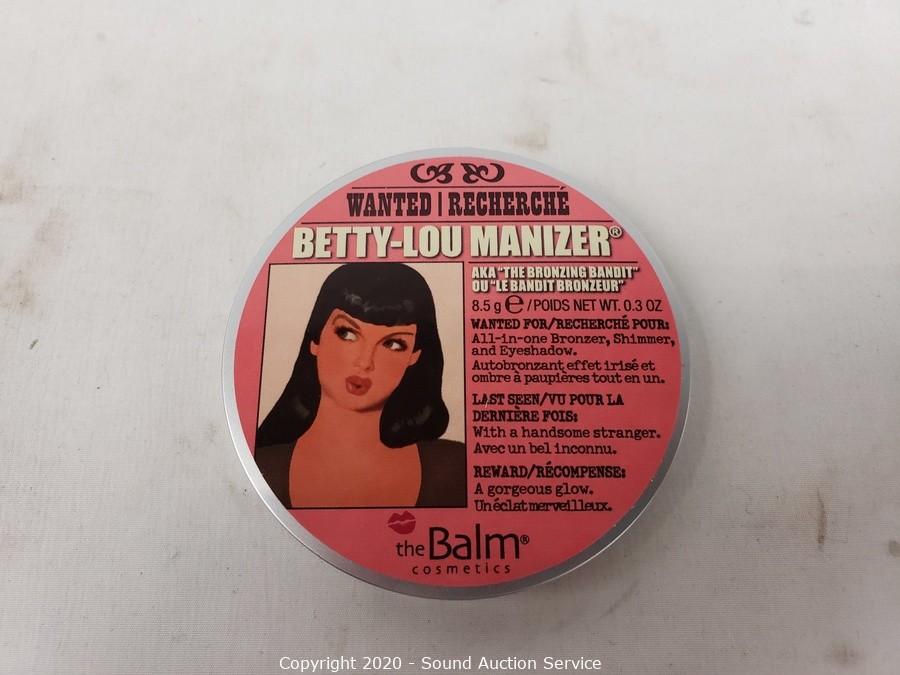 WANTED | RECHERCHÉ
BETTY-LOU MANIZER®
AKA "THE BRONZING BANDIT"
OU "LE BANDIT BRONZEUR"
8.5 g ℮ / POIDS NET WT. 0.3 OZ
WANTED FOR/RECHERCHÉ POUR:
All-in-one Bronzer, Shimmer,
and Eyeshadow.
Autobronzant effet irisé et
ombre à paupières tout en un.
LAST SEEN/VU POUR LA
DERNIÈRE FOIS:
With a handsome stranger.
Avec un bel inconnu.
REWARD/RÉCOMPENSE:
A gorgeous glow.
Un éclat merveilleux.
the Balm®
cosmetics
Copyright 2020 - Sound Auction Service